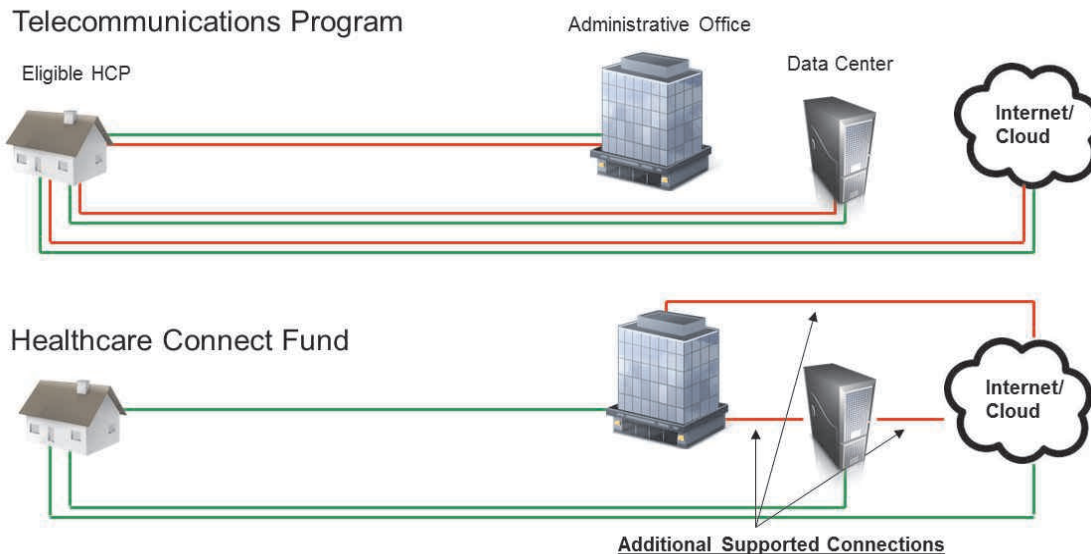 Telecommunications Program
Administrative Office
Eligible HCP
Data Center
Internet/
Cloud
Healthcare Connect Fund
Internet/
Cloud
Additional Supported Connections